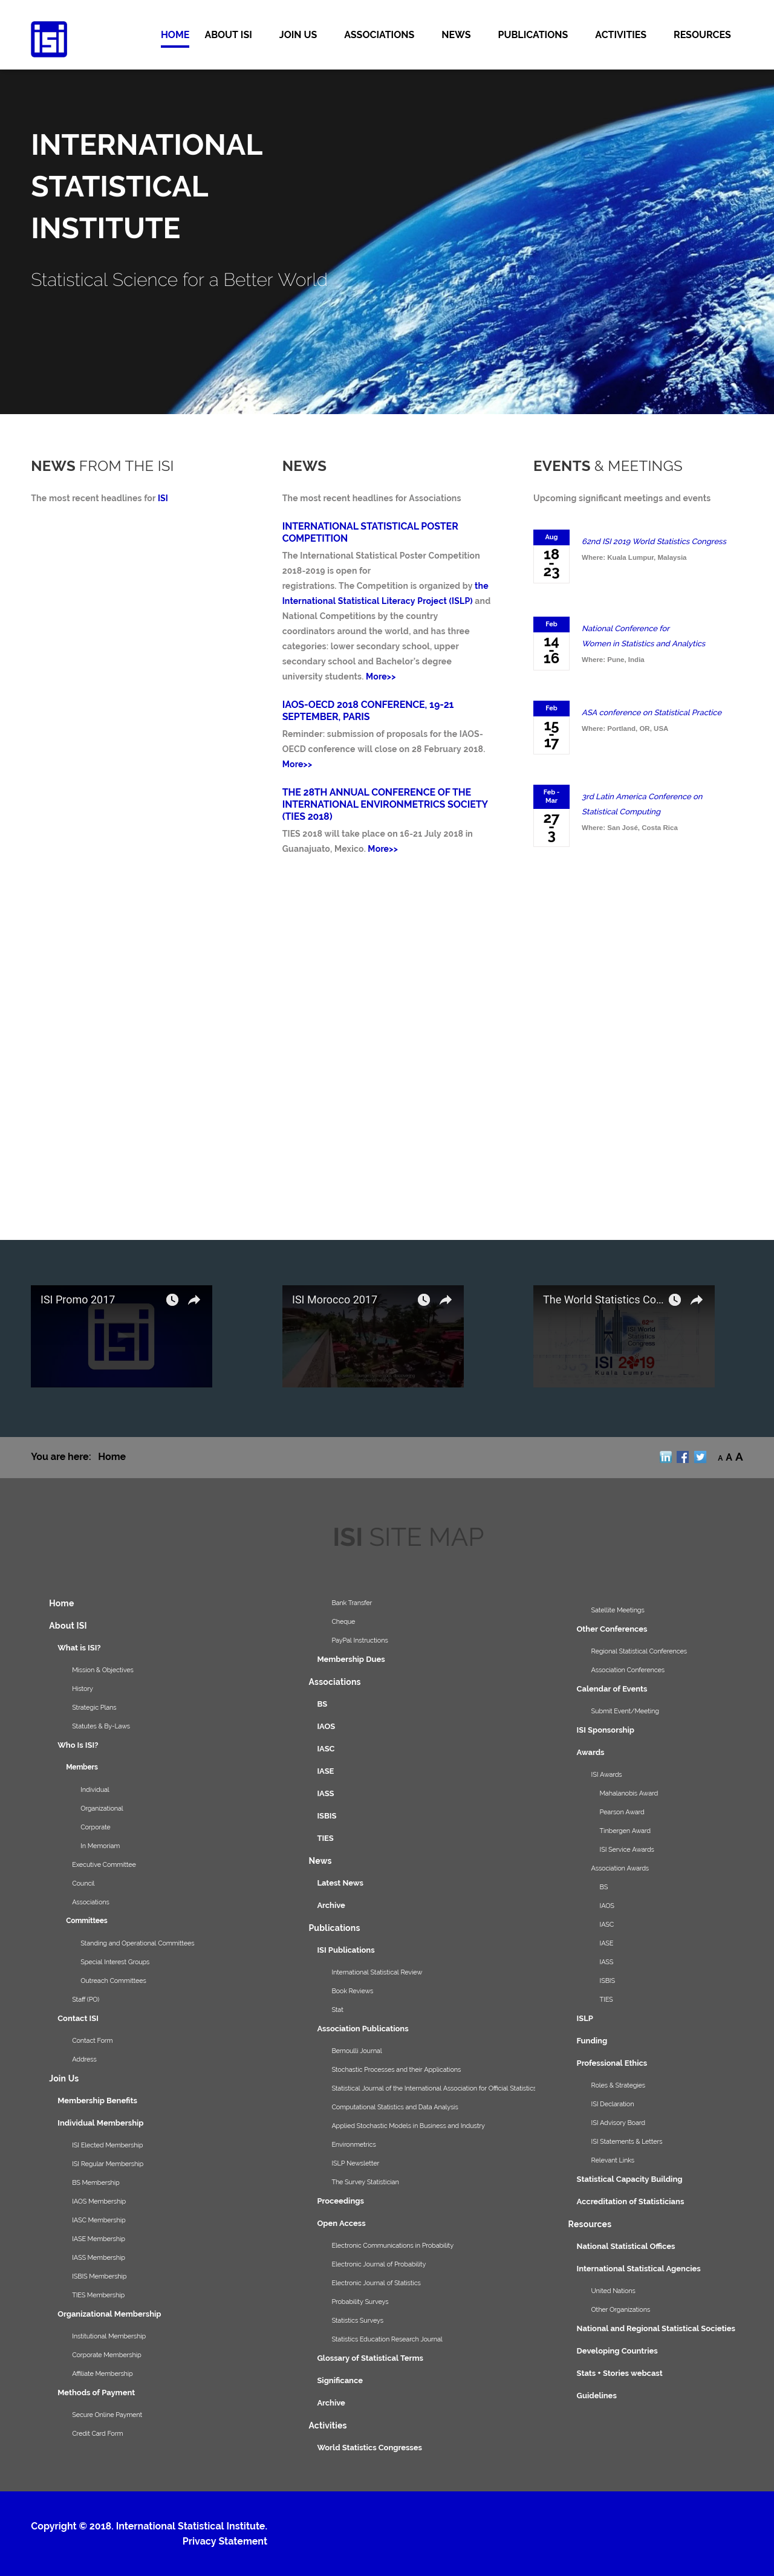 ISI
HOME ABOUT ISI JOIN US ASSOCIATIONS NEWS PUBLICATIONS ACTIVITIES RESOURCES
INTERNATIONAL
STATISTICAL
INSTITUTE
Statistical Science for a Better World
NEWS FROM THE ISI
The most recent headlines for ISI
NEWS
The most recent headlines for Associations
INTERNATIONAL STATISTICAL POSTER
COMPETITION
The International Statistical Poster Competition
2018-2019 is open for
registrations. The Competition is organized by the
International Statistical Literacy Project (ISLP) and
National Competitions by the country
coordinators around the world, and has three
categories: lower secondary school, upper
secondary school and Bachelor's degree
university students. More>>
IAOS-OECD 2018 CONFERENCE, 19-21
SEPTEMBER, PARIS
Reminder: submission of proposals for the IAOS-
OECD conference will close on 28 February 2018.
More>>
THE 28TH ANNUAL CONFERENCE OF THE
INTERNATIONAL ENVIRONMETRICS SOCIETY
(TIES 2018)
TIES 2018 will take place on 16-21 July 2018 in
Guanajuato, Mexico. More>>
EVENTS & MEETINGS
Upcoming significant meetings and events
Aug
18
-
23
62nd ISI 2019 World Statistics Congress
Where: Kuala Lumpur, Malaysia
Feb
14
-
16
National Conference for
Women in Statistics and Analytics
Where: Pune, India
Feb
15
-
17
ASA conference on Statistical Practice
Where: Portland, OR, USA
Feb -
Mar
27
-
3
3rd Latin America Conference on
Statistical Computing
Where: San José, Costa Rica
ISI Promo 2017
ISI
ISI Morocco 2017
The World Statistics Co...
62nd
ISI World
Statistics
Congress
ISI 2019
Kuala Lumpur
You are here: Home
in f A A A
ISI SITE MAP
Home
About ISI
What is ISI?
Mission & Objectives
History
Strategic Plans
Statutes & By-Laws
Who Is ISI?
Members
Individual
Organizational
Corporate
In Memoriam
Executive Committee
Council
Associations
Committees
Standing and Operational Committees
Special Interest Groups
Outreach Committees
Staff (PO)
Contact ISI
Contact Form
Address
Join Us
Membership Benefits
Individual Membership
ISI Elected Membership
ISI Regular Membership
BS Membership
IAOS Membership
IASC Membership
IASE Membership
IASS Membership
ISBIS Membership
TIES Membership
Organizational Membership
Institutional Membership
Corporate Membership
Affiliate Membership
Methods of Payment
Secure Online Payment
Credit Card Form
Bank Transfer
Cheque
PayPal Instructions
Membership Dues
Associations
BS
IAOS
IASC
IASE
IASS
ISBIS
TIES
News
Latest News
Archive
Publications
ISI Publications
International Statistical Review
Book Reviews
Stat
Association Publications
Bernoulli Journal
Stochastic Processes and their Applications
Statistical Journal of the International Association for Official Statistics
Computational Statistics and Data Analysis
Applied Stochastic Models in Business and Industry
Environmetrics
ISLP Newsletter
The Survey Statistician
Proceedings
Open Access
Electronic Communications in Probability
Electronic Journal of Probability
Electronic Journal of Statistics
Probability Surveys
Statistics Surveys
Statistics Education Research Journal
Glossary of Statistical Terms
Significance
Archive
Activities
World Statistics Congresses
Satellite Meetings
Other Conferences
Regional Statistical Conferences
Association Conferences
Calendar of Events
Submit Event/Meeting
ISI Sponsorship
Awards
ISI Awards
Mahalanobis Award
Pearson Award
Tinbergen Award
ISI Service Awards
Association Awards
BS
IAOS
IASC
IASE
IASS
ISBIS
TIES
ISLP
Funding
Professional Ethics
Roles & Strategies
ISI Declaration
ISI Advisory Board
ISI Statements & Letters
Relevant Links
Statistical Capacity Building
Accreditation of Statisticians
Resources
National Statistical Offices
International Statistical Agencies
United Nations
Other Organizations
National and Regional Statistical Societies
Developing Countries
Stats + Stories webcast
Guidelines
Copyright © 2018. International Statistical Institute.
Privacy Statement